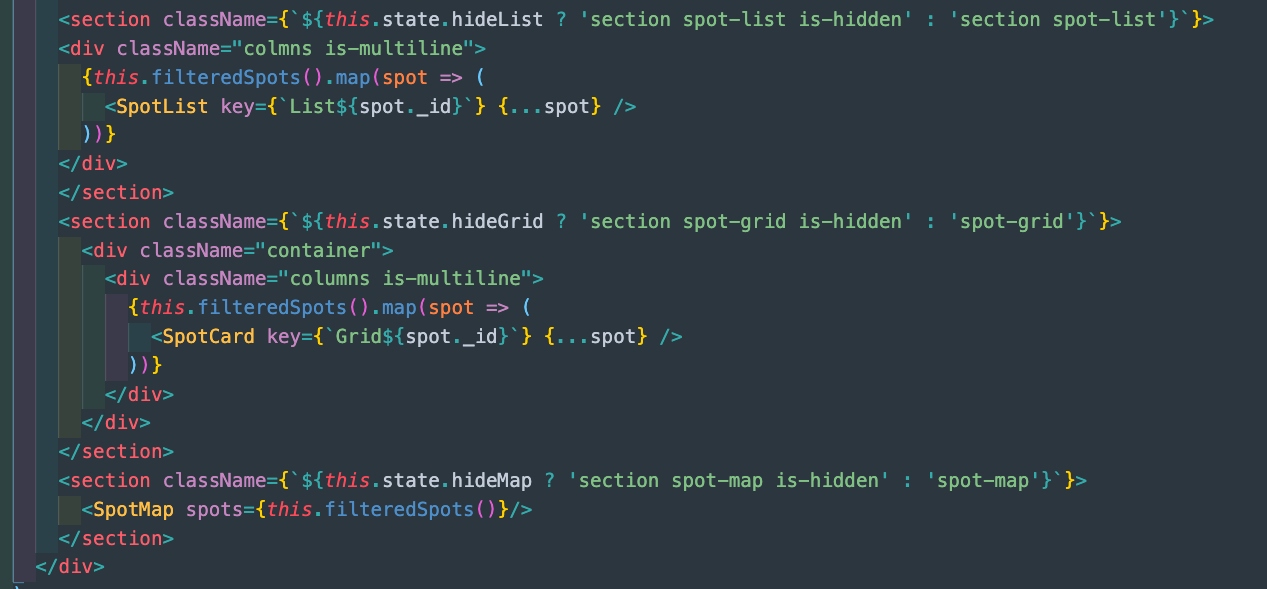 <section className={`${this.state.hideList ? 'section spot-list is-hidden' : 'section spot-list'}`}>
<div className="colmns is-multiline">
{this.filteredSpots().map(spot => (
<SpotList key={`List${spot._id}`} {...spot} />
))}
</div>
</section>
<section className={`${this.state.hideGrid ? 'section spot-grid is-hidden' : 'spot-grid'}`}>
<div className="container">
<div className="columns is-multiline">
{this.filteredSpots().map(spot => (
<SpotCard key={`Grid${spot._id}`} {...spot} />
))}
</div>
</div>
</section>
<section className={`${this.state.hideMap ? 'section spot-map is-hidden' : 'spot-map'}`}>
<SpotMap spots={this.filteredSpots()}/>
</section>
</div>